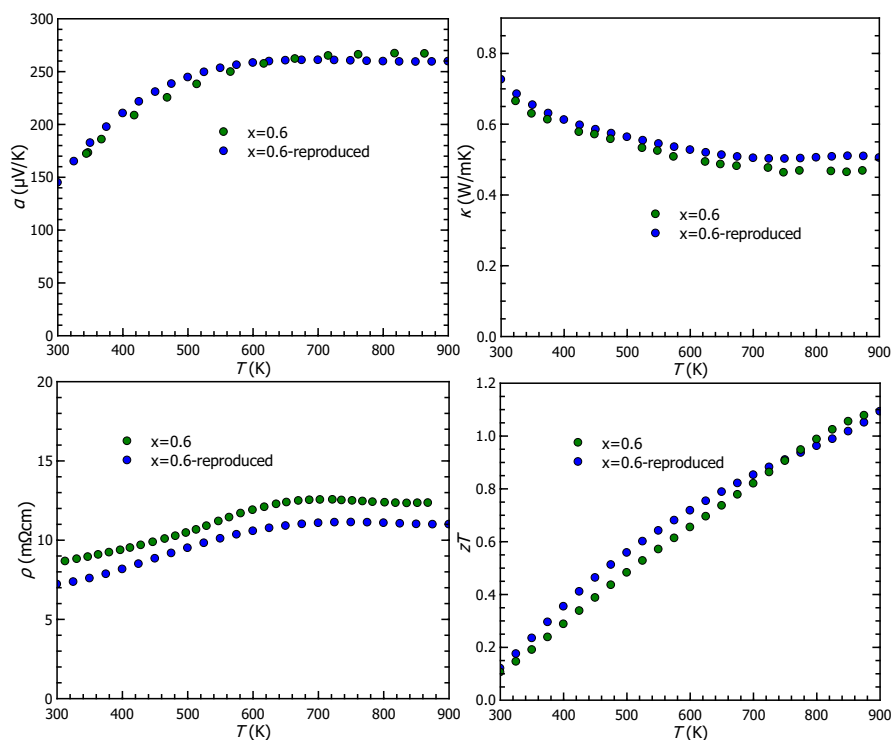 300
250
200
150
100
50
0
α (μV/K)
x=0.6
x=0.6-reproduced
300 400 500 600 700 800 900
T (K)
0.8
0.6
0.4
0.2
0.0
κ (W/mK)
x=0.6
x=0.6-reproduced
300 400 500 600 700 800 900
T (K)
20
15
10
5
0
ρ (mΩcm)
x=0.6
x=0.6-reproduced
300 400 500 600 700 800 900
T (K)
1.2
1.0
0.8
0.6
0.4
0.2
0.0
zT
x=0.6
x=0.6-reproduced
300 400 500 600 700 800 900
T (K)